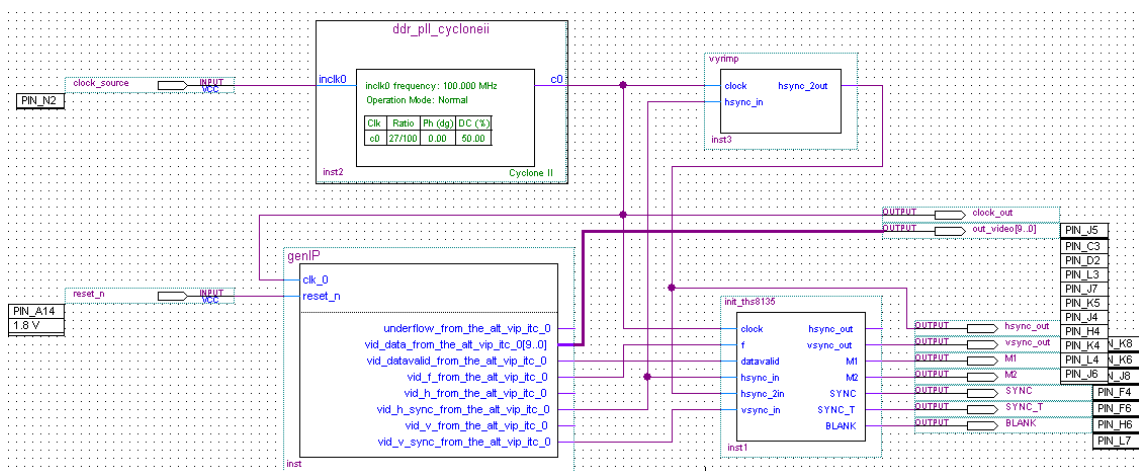 ddr_pll_cycloneii
clock_source INPUT VCC
PIN_N2
inclk0 c0
inclk0 frequency: 100.000 MHz
Operation Mode: Normal
Clk Ratio Ph (dg) DC (%)
c0 27/100 0.00 50.00
inst2 Cyclone II
vyrimp
clock hsync_2out
hsync_in
inst3
OUTPUT clock_out
OUTPUT out_video[9..0]
PIN_J5
PIN_C3
PIN_D2
PIN_L3
PIN_J7
PIN_K5
PIN_J4
PIN_H4
PIN_K4
PIN_L4
PIN_J6
genIP
clk_0
reset_n
reset_n INPUT VCC
PIN_A14
1.8 V
underflow_from_the_alt_vip_itc_0
vid_data_from_the_alt_vip_itc_0[9..0]
vid_datavalid_from_the_alt_vip_itc_0
vid_f_from_the_alt_vip_itc_0
vid_h_from_the_alt_vip_itc_0
vid_h_sync_from_the_alt_vip_itc_0
vid_v_from_the_alt_vip_itc_0
vid_v_sync_from_the_alt_vip_itc_0
inst
init_ths8135
clock hsync_out
f vsync_out
datavalid M1
hsync_in M2
hsync_2in SYNC
vsync_in SYNC_T
BLANK
inst1
OUTPUT hsync_out
OUTPUT vsync_out
OUTPUT M1
OUTPUT M2
OUTPUT SYNC
OUTPUT SYNC_T
OUTPUT BLANK
N_K8
N_K6
N_J8
PIN_F4
PIN_F6
PIN_H6
PIN_L7